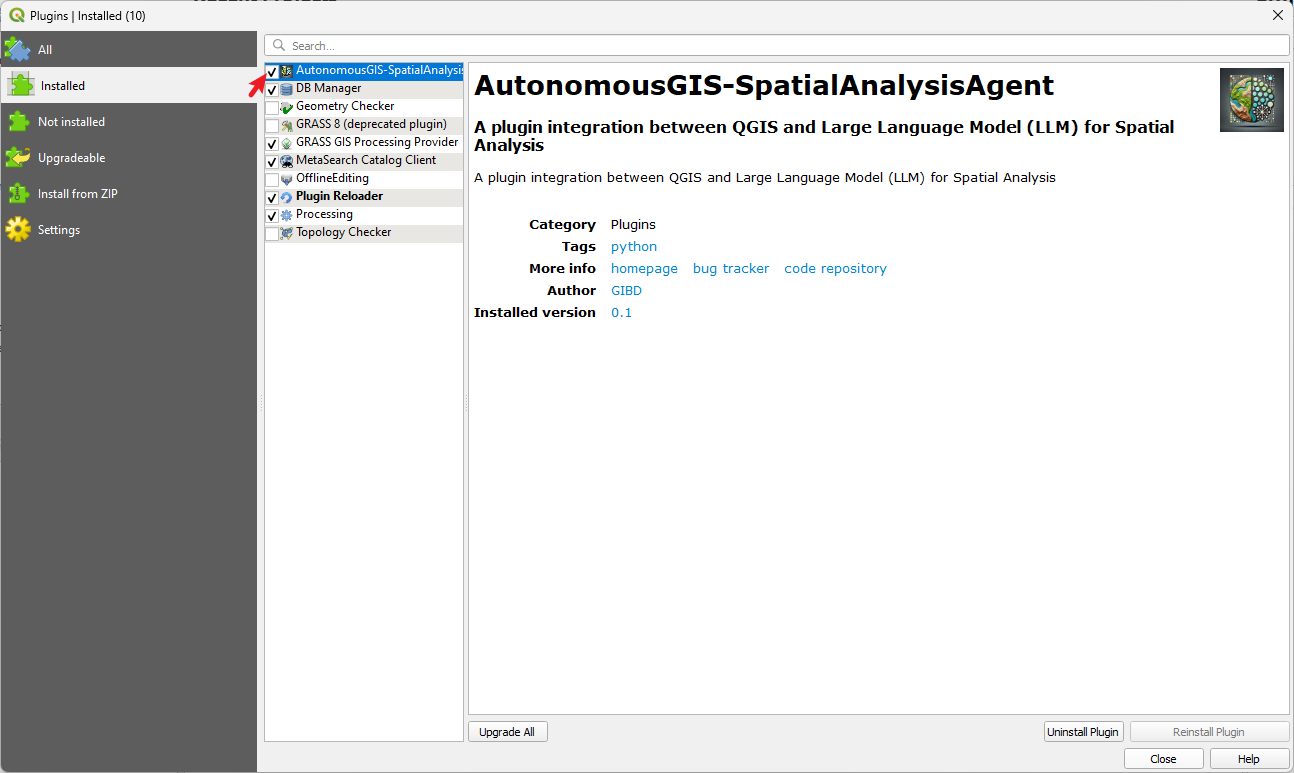 Plugins | Installed (10)
All
Installed
Not installed
Upgradeable
Install from ZIP
Settings
Search...
AutonomousGIS-SpatialAnalysis
DB Manager
Geometry Checker
GRASS 8 (deprecated plugin)
GRASS GIS Processing Provider
MetaSearch Catalog Client
OfflineEditing
Plugin Reloader
Processing
Topology Checker
AutonomousGIS-SpatialAnalysisAgent
A plugin integration between QGIS and Large Language Model (LLM) for Spatial
Analysis
A plugin integration between QGIS and Large Language Model (LLM) for Spatial Analysis
Category Plugins
Tags python
More info homepage bug tracker code repository
Author GIBD
Installed version 0.1
Upgrade All
Uninstall Plugin
Reinstall Plugin
Close
Help